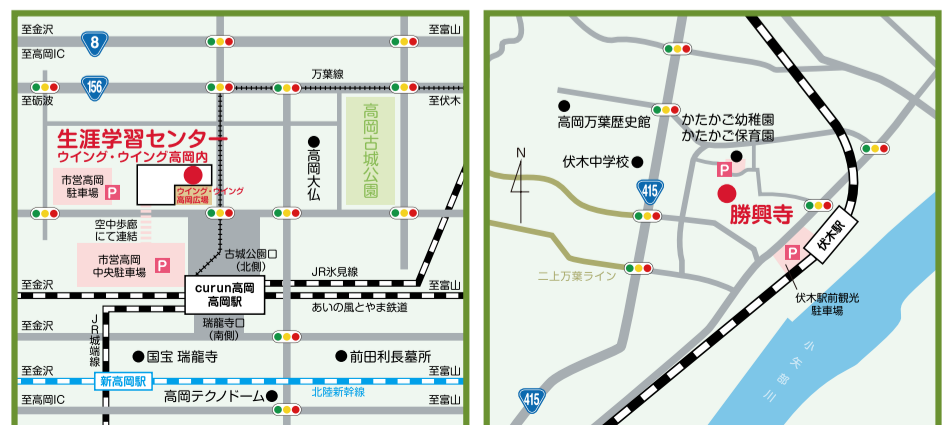 至金沢
至富山
8
至高岡IC
156
万葉線
至砺波
至伏木
生涯学習センター
ウイング・ウイング高岡内
高岡古城公園
高岡大仏
市営高岡
駐車場
P
ウイング・ウイング
高岡広場
空中歩廊
にて連結
市営高岡
中央駐車場
P
古城公園口
(北側)
JR氷見線
至金沢
至富山
curun高岡
高岡駅
あいの風とやま鉄道
JR城端線
瑞龍寺口
(南側)
至金沢
至富山
国宝 瑞龍寺
前田利長墓所
至金沢
至富山
新高岡駅
北陸新幹線
高岡テクノドーム
至高岡IC
至富山
高岡万葉歴史館
かたかご幼稚園
かたかご保育園
N
伏木中学校
P
415
勝興寺
伏木駅
P
二上万葉ライン
伏木駅前観光
駐車場
小矢部川
415